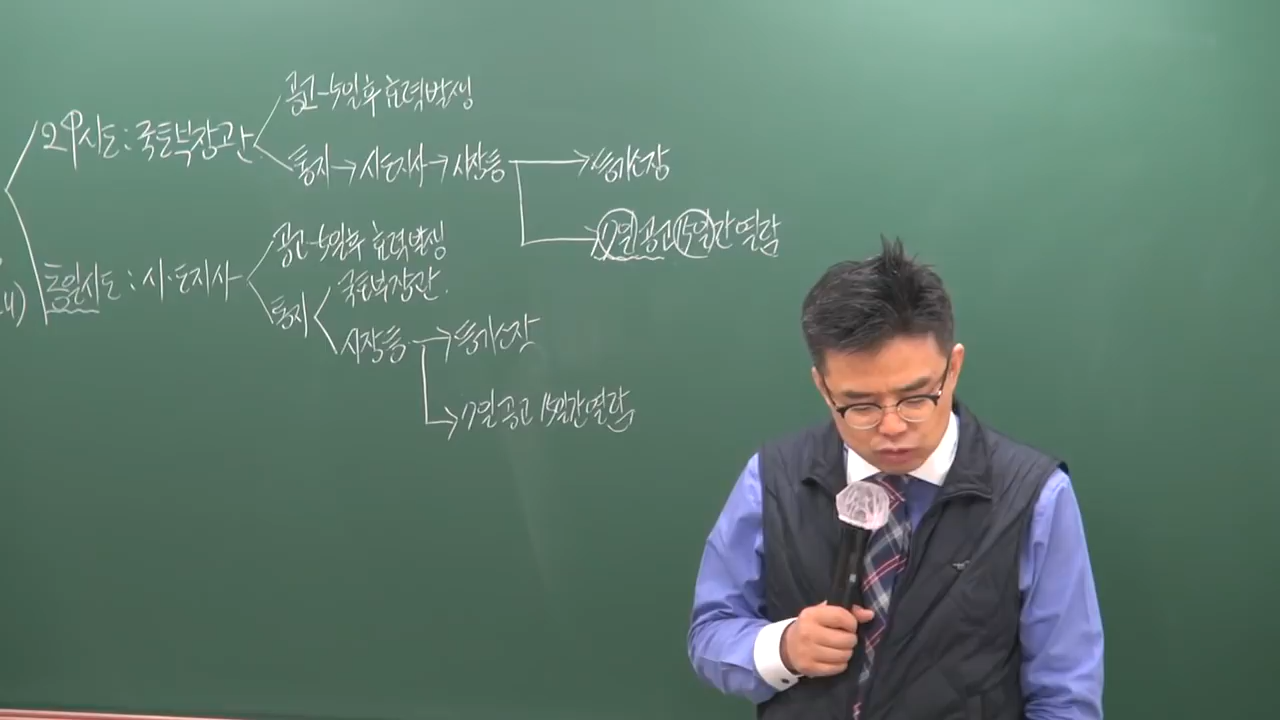 공고-5일후 효력발생
2이상시도 : 국토부장관
통지→시·도지사→시장등→등기소장
7일공고 15일간 열람
공고-5일후 효력발생
동일시도 : 시·도지사
국토부장관
통지
시장등→등기소장
7일공고 15일간열람